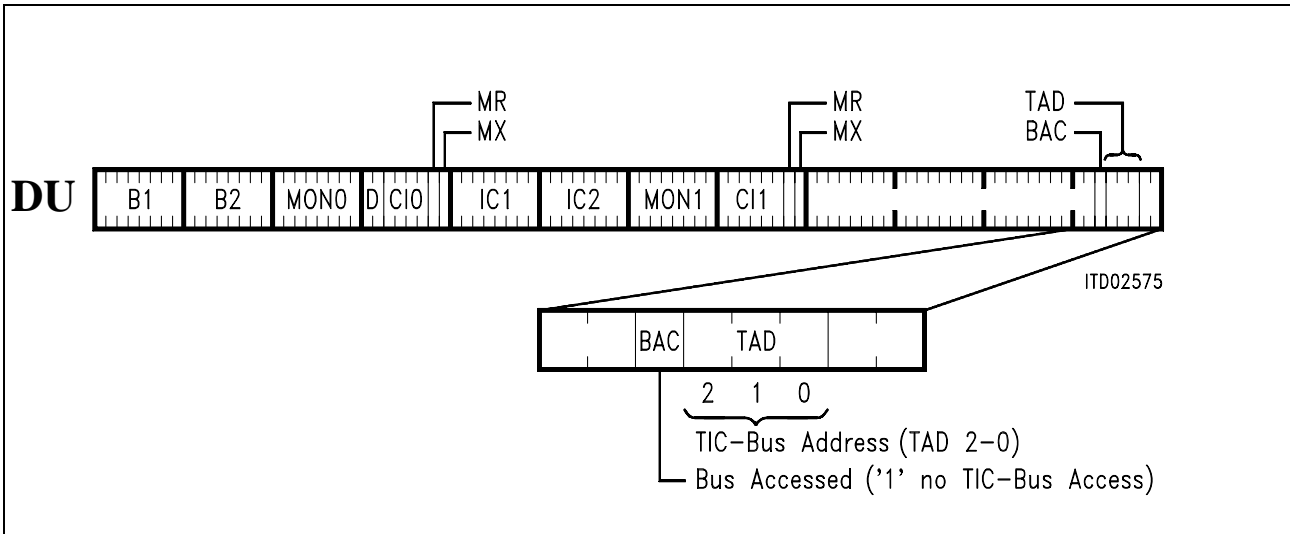 MR MR TAD
MX MX BAC
DU B1 B2 MON0 D CI0 IC1 IC2 MON1 CI1
ITD02575
BAC TAD
2 1 0
TIC-Bus Address (TAD 2-0)
Bus Accessed ('1' no TIC-Bus Access)